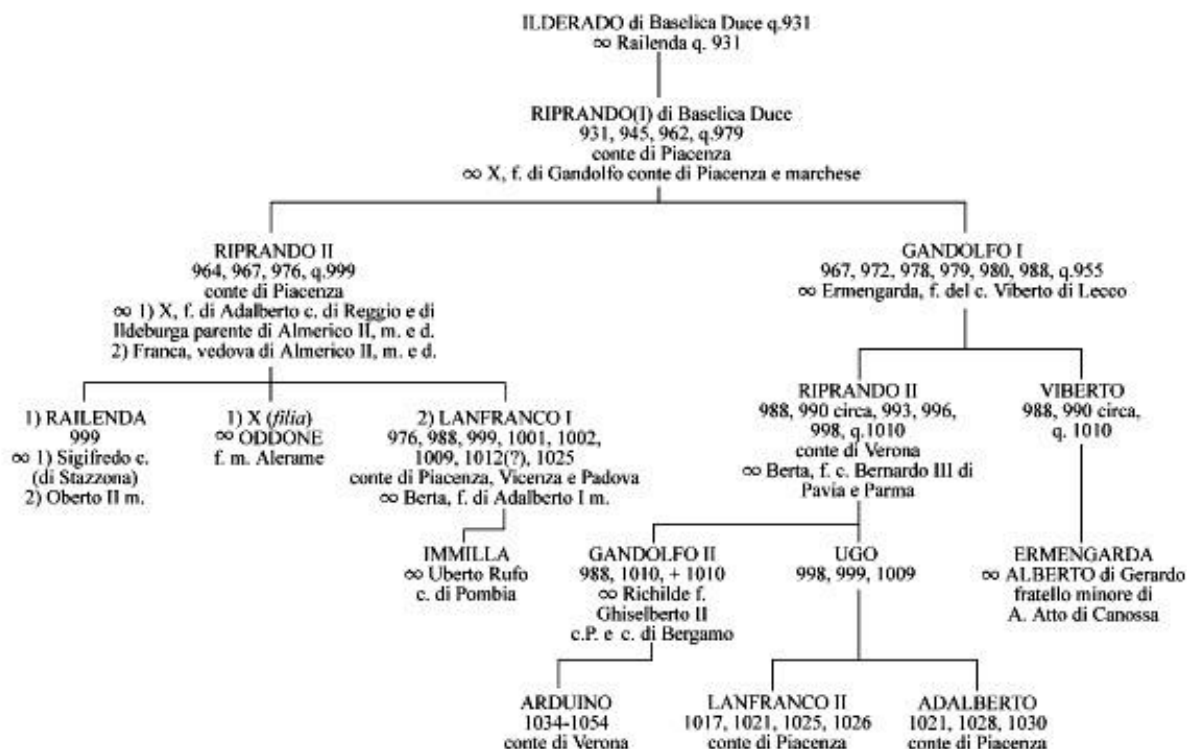 ILDERADO di Baselica Duce q.931
∞ Railenda q. 931
RIPRANDO(I) di Baselica Duce
931, 945, 962, q.979
conte di Piacenza
∞ X, f. di Gandolfo conte di Piacenza e marchese
RIPRANDO II
964, 967, 976, q.999
conte di Piacenza
∞ 1) X, f. di Adalberto c. di Reggio e di
Ildeburga parente di Almerico II, m. e d.
2) Franca, vedova di Almerico II, m. e d.
GANDOLFO I
967, 972, 978, 979, 980, 988, q.955
∞ Ermengarda, f. del c. Viberto di Lecco
1) RAILENDA
999
∞ 1) Sigifredo c.
(di Stazzona)
2) Oberto II m.
1) X (filia)
∞ ODDONE
f. m. Alerame
2) LANFRANCO I
976, 988, 999, 1001, 1002,
1009, 1012(?), 1025
conte di Piacenza, Vicenza e Padova
∞ Berta, f. di Adalberto I m.
RIPRANDO II
988, 990 circa, 993, 996,
998, q.1010
conte di Verona
∞ Berta, f. c. Bernardo III di
Pavia e Parma
VIBERTO
988, 990 circa,
q. 1010
IMMILLA
∞ Uberto Rufo
c. di Pombia
GANDOLFO II
988, 1010, + 1010
∞ Richilde f.
Ghiselberto II
c.P. e c. di Bergamo
UGO
998, 999, 1009
ERMENGARDA
∞ ALBERTO di Gerardo
fratello minore di
A. Atto di Canossa
ARDUINO
1034-1054
conte di Verona
LANFRANCO II
1017, 1021, 1025, 1026
conte di Piacenza
ADALBERTO
1021, 1028, 1030
conte di Piacenza